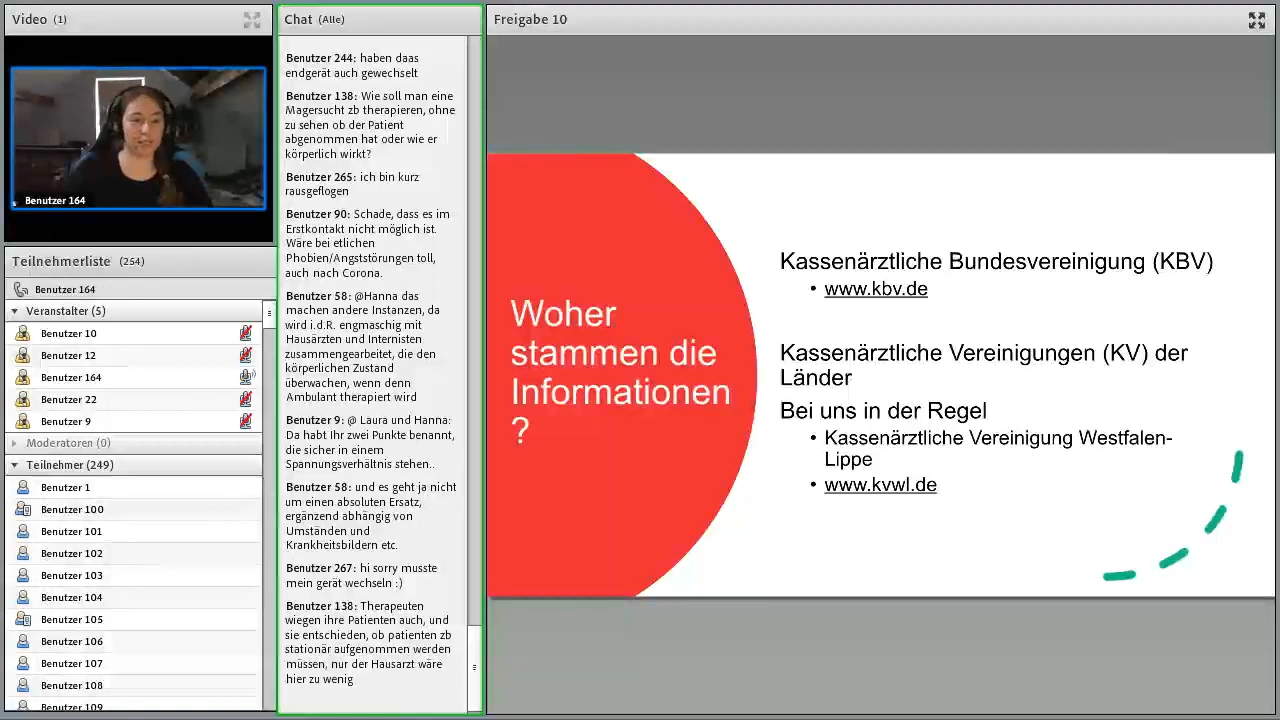 Video (1)
Benutzer 164
Teilnehmerliste (254)
Benutzer 164
Veranstalter (5)
Benutzer 10
Benutzer 12
Benutzer 164
Benutzer 22
Benutzer 9
Moderatoren (0)
Teilnehmer (249)
Benutzer 1
Benutzer 100
Benutzer 101
Benutzer 102
Benutzer 103
Benutzer 104
Benutzer 105
Benutzer 106
Benutzer 107
Benutzer 108
Benutzer 109
Chat (Alle)
Benutzer 244: haben daas
endgerät auch gewechselt
Benutzer 138: Wie soll man eine
Magersucht zb therapieren, ohne
zu sehen ob der Patient
abgenommen hat oder wie er
körperlich wirkt?
Benutzer 265: ich bin kurz
rausgeflogen
Benutzer 90: Schade, dass es im
Erstkontakt nicht möglich ist.
Wäre bei etlichen
Phobien/Angststörungen toll,
auch nach Corona.
Benutzer 58: @Hanna das
machen andere Instanzen, da
wird i.d.R. engmaschig mit
Hausärzten und Internisten
zusammengearbeitet, die den
körperlichen Zustand
überwachen, wenn denn
Ambulant therapiert wird
Benutzer 9: @ Laura und Hanna:
Da habt Ihr zwei Punkte benannt,
die sicher in einem
Spannungsverhältnis stehen..
Benutzer 58: und es geht ja nicht
um einen absoluten Ersatz,
ergänzend abhängig von
Umständen und
Krankheitsbildern etc.
Benutzer 267: hi sorry musste
mein gerät wechseln :)
Benutzer 138: Therapeuten
wiegen ihre Patienten auch, und
sie entschieden, ob patienten zb
stationär aufgenommen werden
müssen, nur der Hausarzt wäre
hier zu wenig
Freigabe 10
Woher
stammen die
Informationen
?
Kassenärztliche Bundesvereinigung (KBV)
• www.kbv.de
Kassenärztliche Vereinigungen (KV) der
Länder
Bei uns in der Regel
• Kassenärztliche Vereinigung Westfalen-
Lippe
• www.kvwl.de